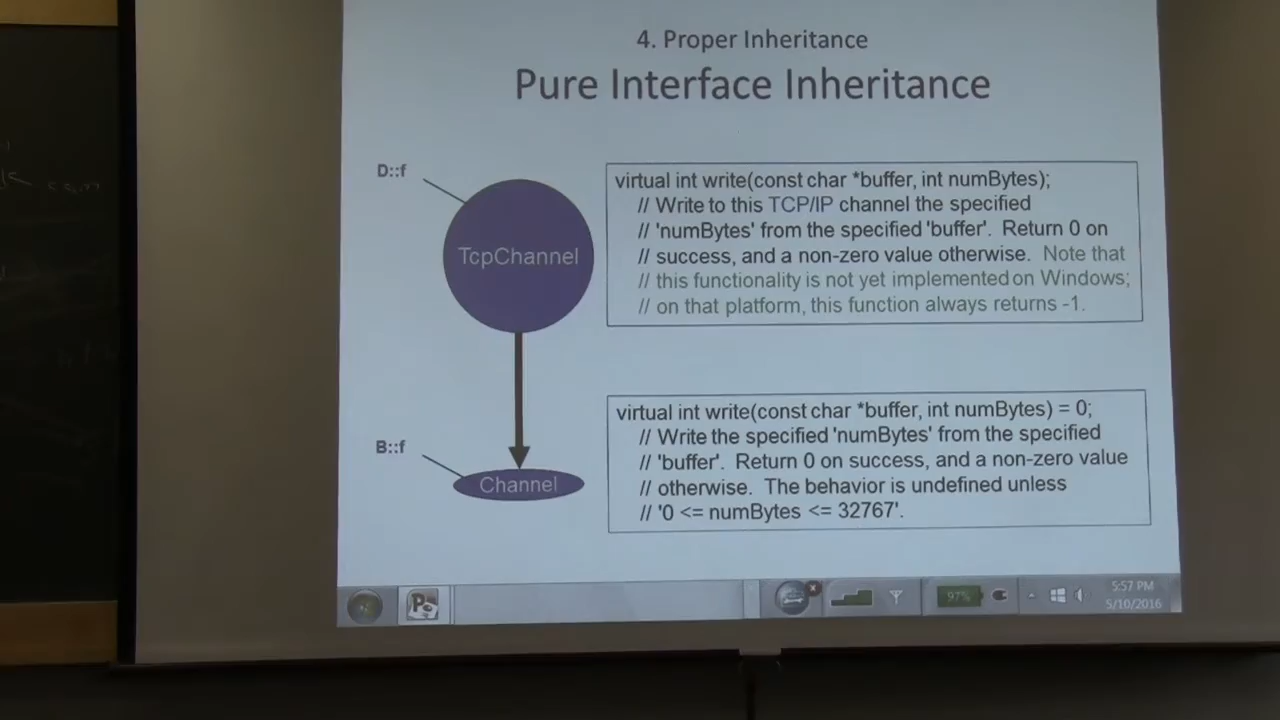 4. Proper Inheritance
Pure Interface Inheritance
D::f
TcpChannel
virtual int write(const char *buffer, int numBytes);
// Write to this TCP/IP channel the specified
// 'numBytes' from the specified 'buffer'. Return 0 on
// success, and a non-zero value otherwise. Note that
// this functionality is not yet implemented on Windows;
// on that platform, this function always returns -1.
B::f
Channel
virtual int write(const char *buffer, int numBytes) = 0;
// Write the specified 'numBytes' from the specified
// 'buffer'. Return 0 on success, and a non-zero value
// otherwise. The behavior is undefined unless
// '0 <= numBytes <= 32767'.
97%
5:57 PM
5/10/2016